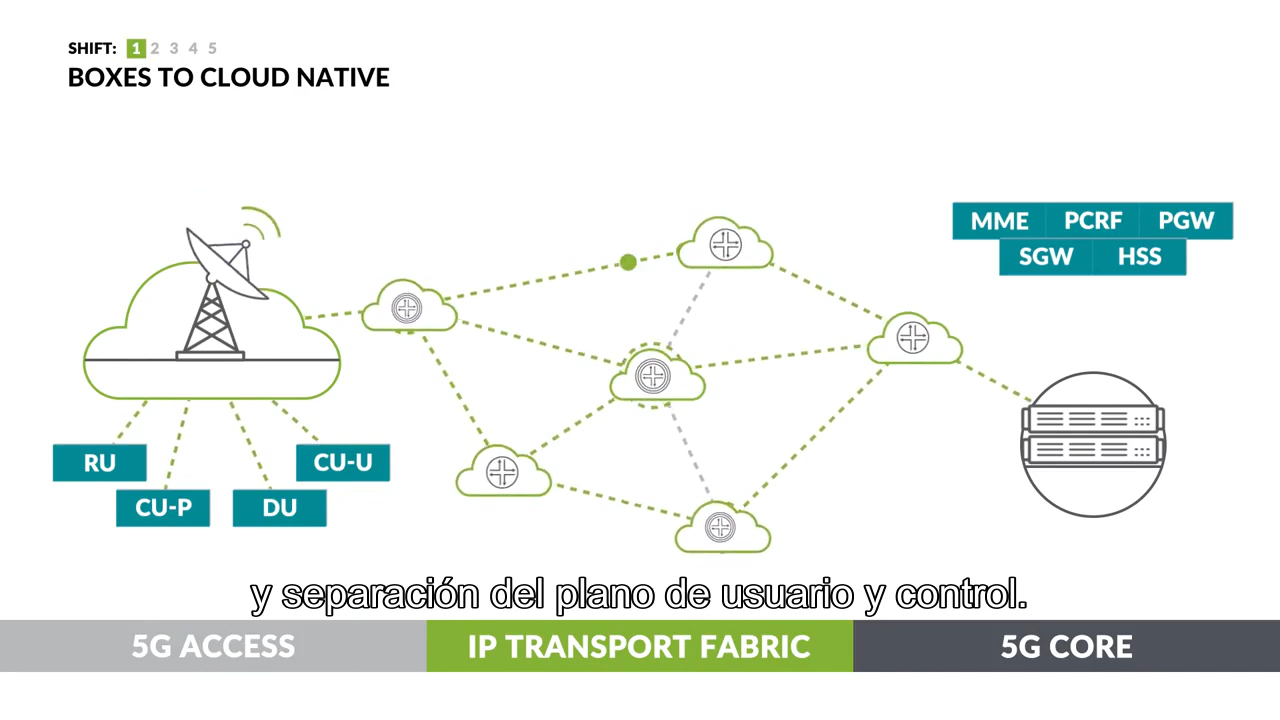 SHIFT: 1 2 3 4 5
BOXES TO CLOUD NATIVE
MME PCRF PGW
SGW HSS
RU
CU-P
DU
CU-U
y separación del plano de usuario y control.
5G ACCESS
IP TRANSPORT FABRIC
5G CORE